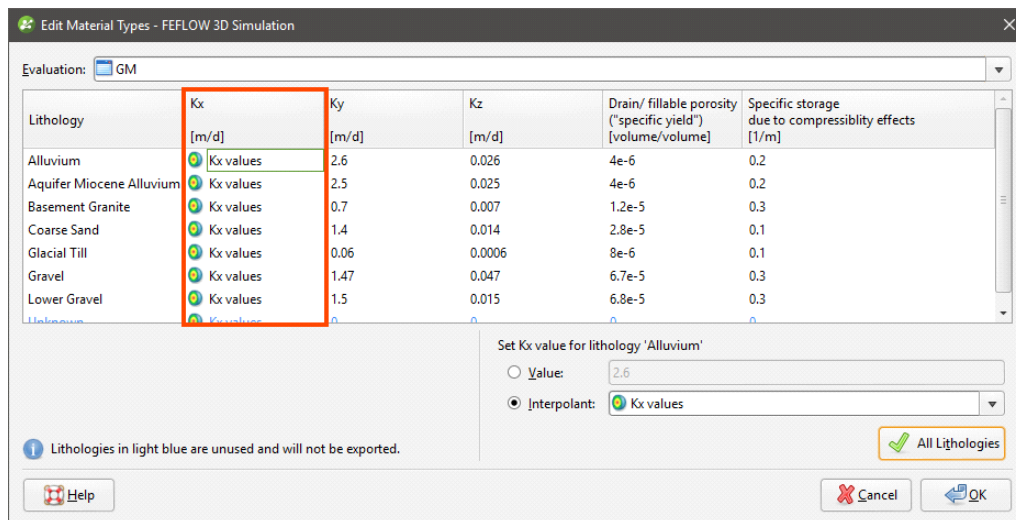 Edit Material Types - FEFLOW 3D Simulation
Evaluation: GM
Lithology Kx [m/d] Ky [m/d] Kz [m/d] Drain/ fillable porosity ("specific yield") [volume/volume] Specific storage due to compressiblity effects [1/m]
Alluvium Kx values 2.6 0.026 4e-6 0.2
Aquifer Miocene Alluvium Kx values 2.5 0.025 4e-6 0.2
Basement Granite Kx values 0.7 0.007 1.2e-5 0.3
Coarse Sand Kx values 1.4 0.014 2.8e-5 0.1
Glacial Till Kx values 0.06 0.0006 8e-6 0.1
Gravel Kx values 1.47 0.047 6.7e-5 0.3
Lower Gravel Kx values 1.5 0.015 6.8e-5 0.3
Unknown Kx values 0 0 0 0
Set Kx value for lithology 'Alluvium'
Value: 2.6
Interpolant: Kx values
All Lithologies
Lithologies in light blue are unused and will not be exported.
Help Cancel OK